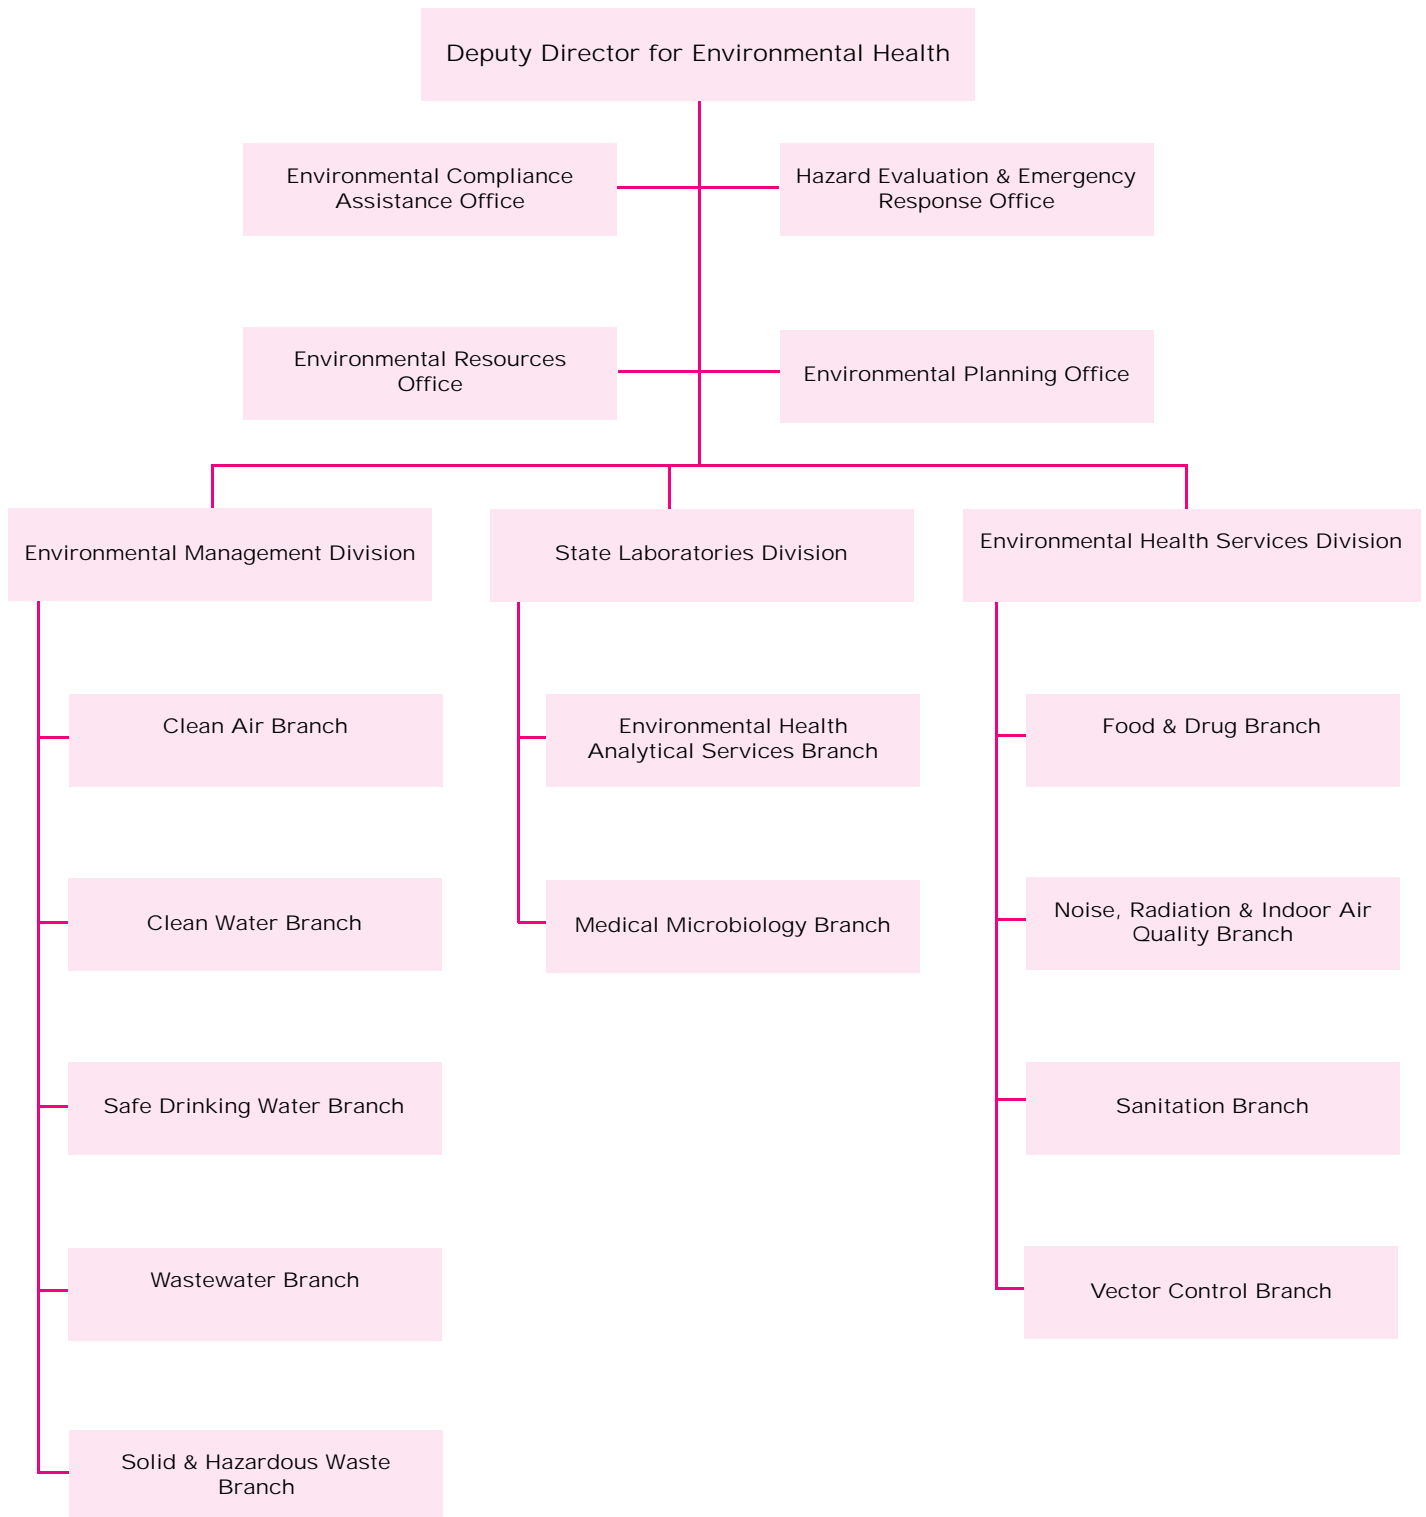 Deputy Director for Environmental Health
Environmental Compliance
Assistance Office
Hazard Evaluation & Emergency
Response Office
Environmental Resources
Office
Environmental Planning Office
Environmental Management Division
State Laboratories Division
Environmental Health Services Division
Clean Air Branch
Environmental Health
Analytical Services Branch
Food & Drug Branch
Clean Water Branch
Medical Microbiology Branch
Noise, Radiation & Indoor Air
Quality Branch
Safe Drinking Water Branch
Sanitation Branch
Wastewater Branch
Vector Control Branch
Solid & Hazardous Waste
Branch